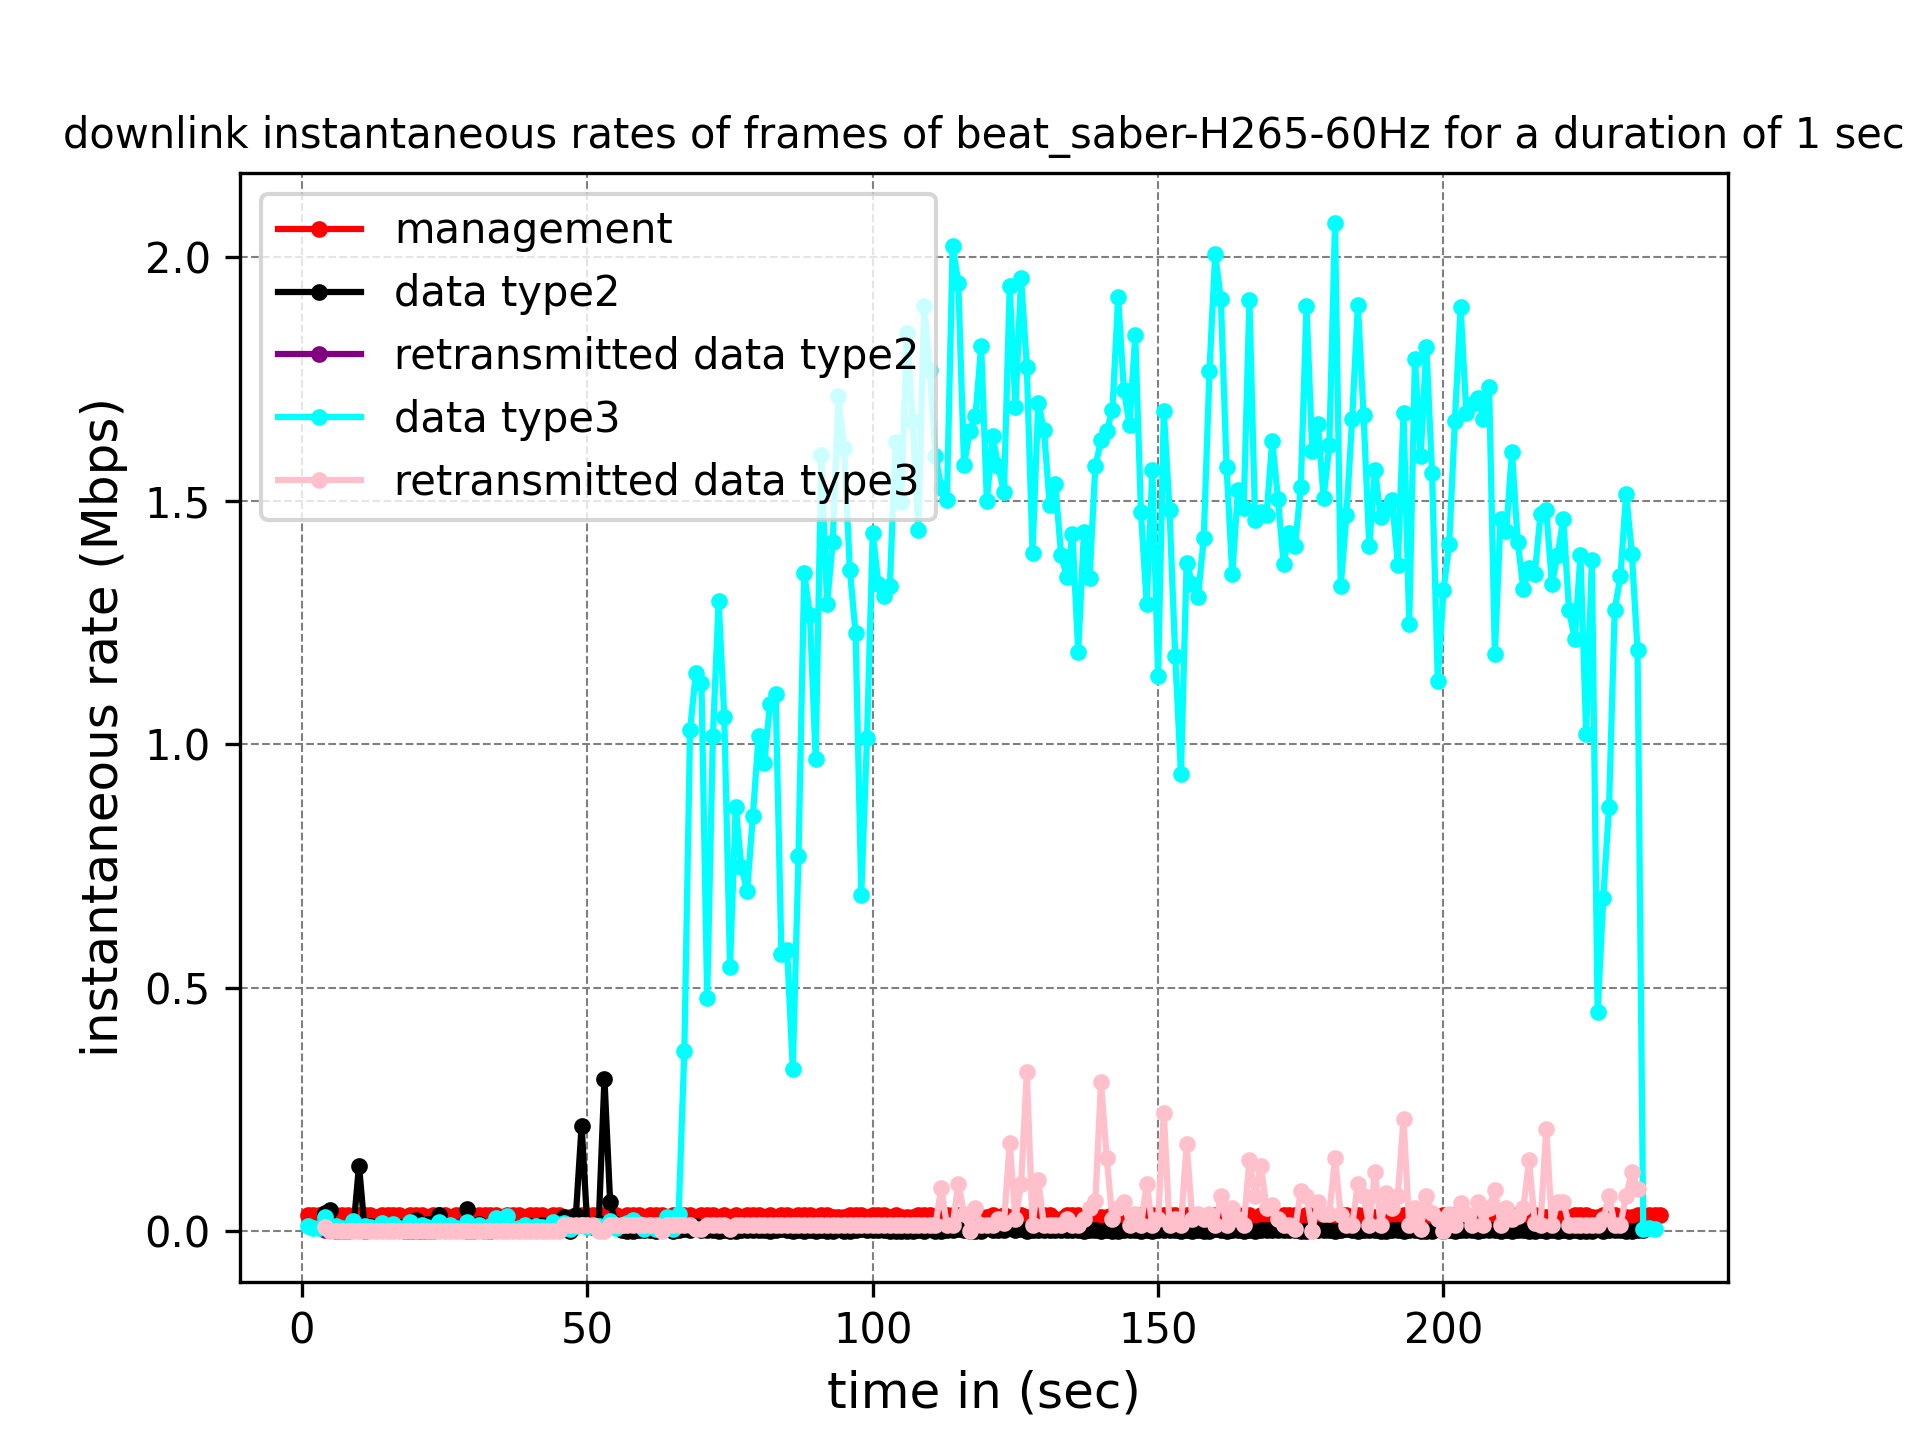 downlink instantaneous rates of frames of beat_saber-H265-60Hz for a duration of 1 sec
management
data type2
retransmitted data type2
data type3
retransmitted data type3
instantaneous rate (Mbps)
2.0
1.5
1.0
0.5
0.0
0 50 100 150 200
time in (sec)